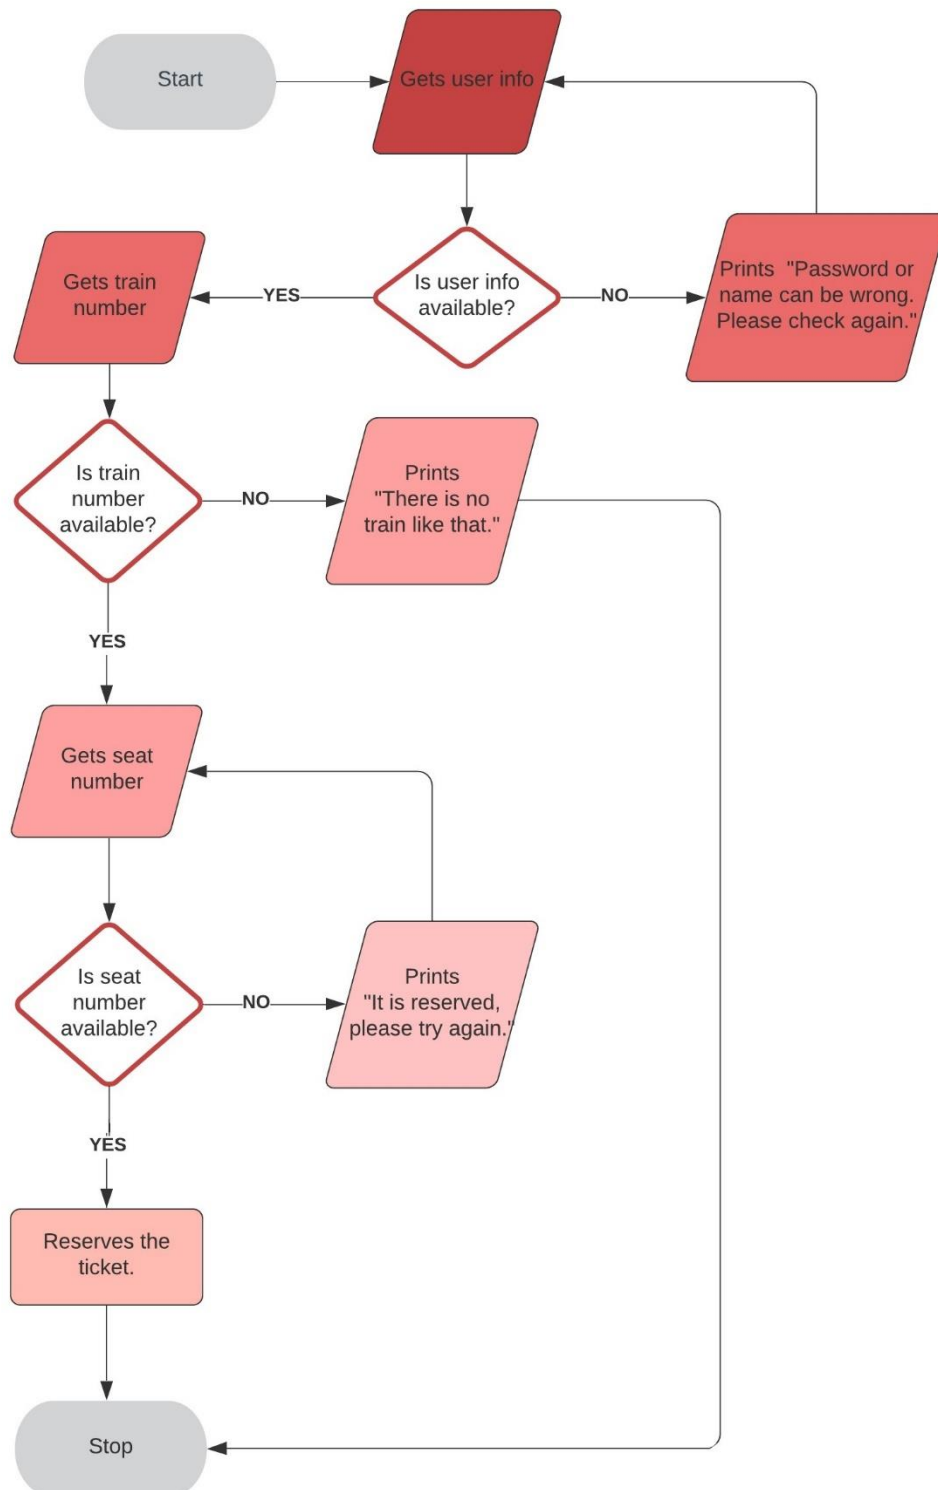 Start
Gets user info
Is user info
available?
YES
NO
Prints "Password or
name can be wrong.
Please check again."
Gets train
number
Is train
number
available?
NO
Prints
"There is no
train like that."
YES
Gets seat
number
Is seat
number
available?
NO
Prints
"It is reserved,
please try again."
YES
Reserves the
ticket.
Stop